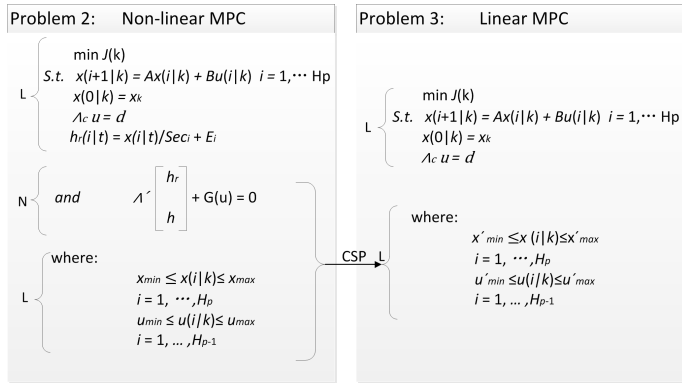 Problem 2: Non-linear MPC
min J(k)
S.t. x(i+1|k) = Ax(i|k) + Bu(i|k) i = 1,⋯ Hp
L
x(0|k) = xk
Λc u = d
hr(i|t) = x(i|t)/Seci + Ei
N
and Λ´ [hr h] + G(u) = 0
where:
L
xmin ≤ x(i|k)≤ xmax
i = 1, ⋯,Hp
umin ≤ u(i|k)≤ umax
i = 1, … ,Hp-1
CSP
Problem 3: Linear MPC
min J(k)
L
S.t. x(i+1|k) = Ax(i|k) + Bu(i|k) i = 1,⋯ Hp
x(0|k) = xk
Λc u = d
L
where:
x´min ≤x (i|k)≤x´max
i = 1, ⋯,Hp
u´min ≤u(i|k)≤u´max
i = 1, … ,Hp-1